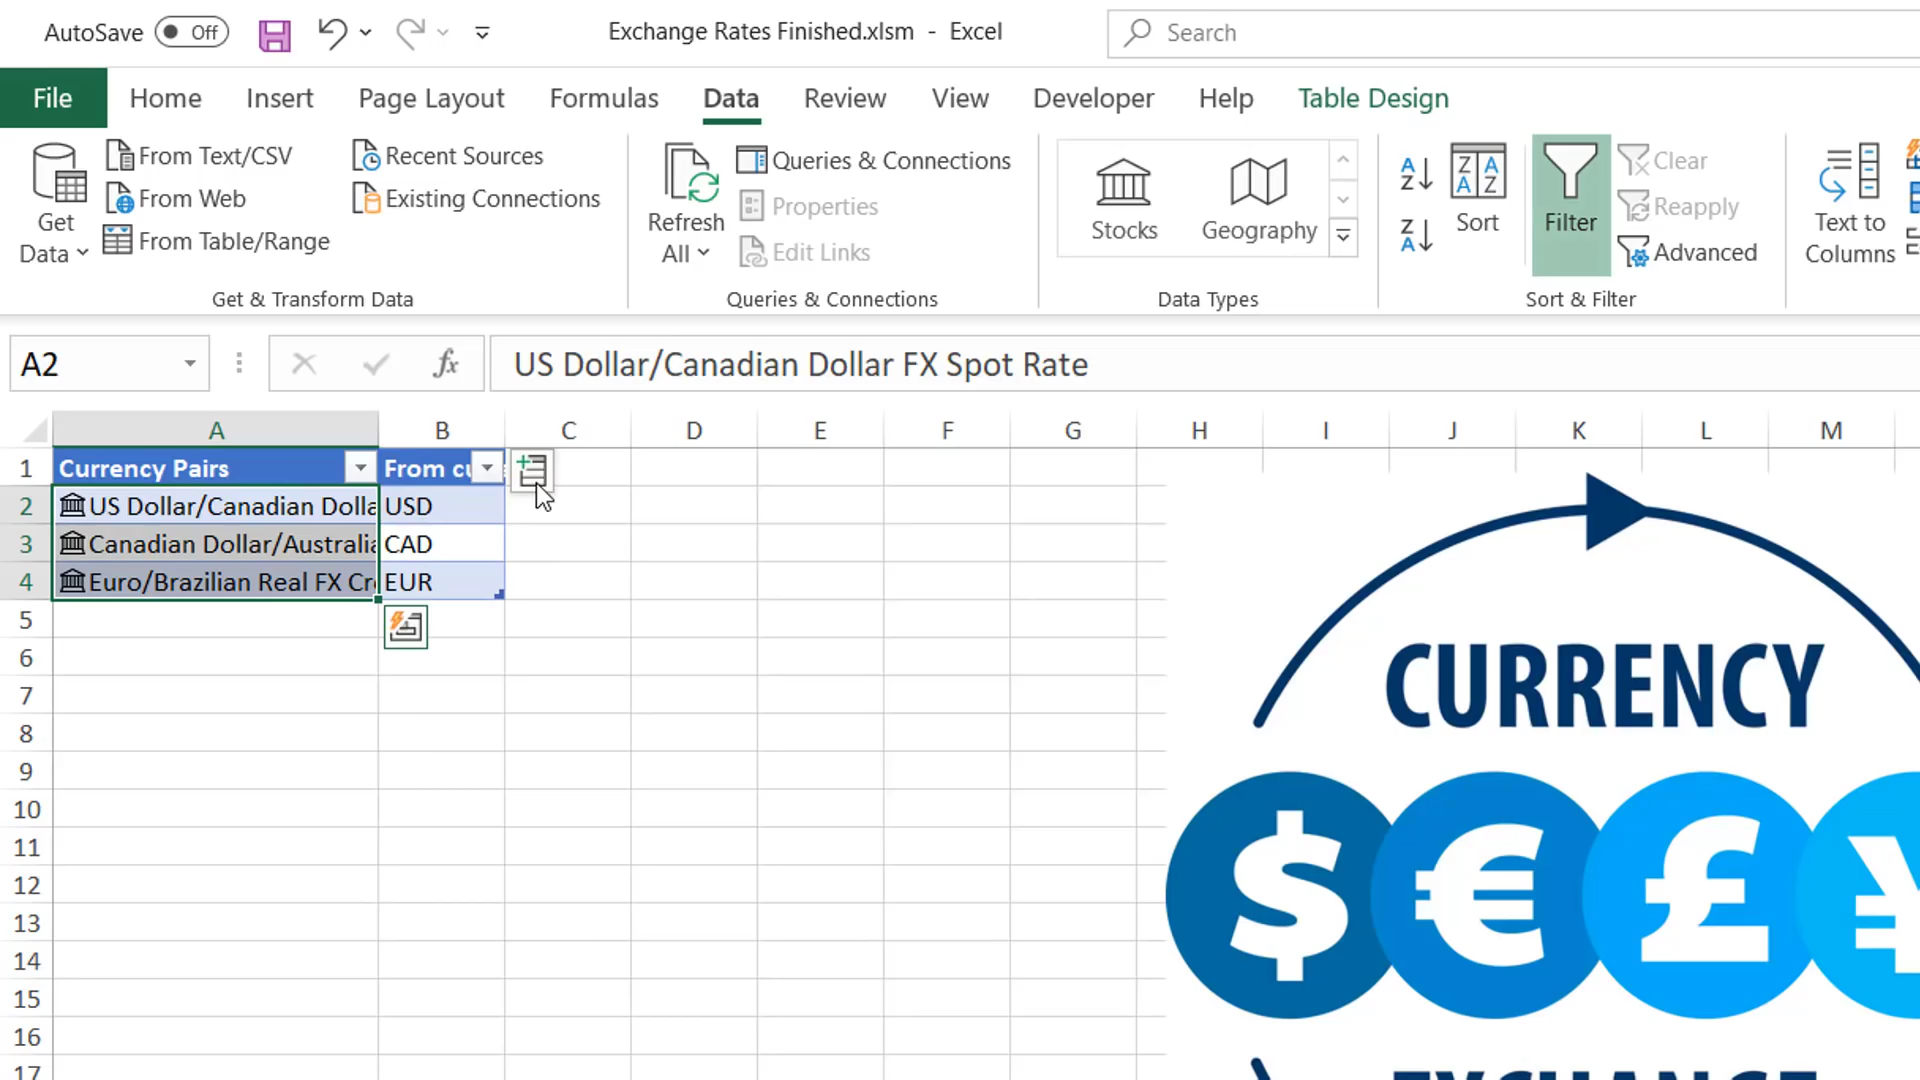 AutoSave Off Exchange Rates Finished.xlsm - Excel Search
File Home Insert Page Layout Formulas Data Review View Developer Help Table Design
Get Data
From Text/CSV
From Web
From Table/Range
Recent Sources
Existing Connections
Get & Transform Data
Refresh All
Queries & Connections
Properties
Edit Links
Queries & Connections
Stocks
Geography
Data Types
Sort
Filter
Clear
Reapply
Advanced
Sort & Filter
Text to Columns
A2 fx US Dollar/Canadian Dollar FX Spot Rate
A B C D E F G H I J K L M
1 Currency Pairs From cu
2 US Dollar/Canadian Dolla USD
3 Canadian Dollar/Australia CAD
4 Euro/Brazilian Real FX Cr EUR
5
6
7
8
9
10
11
12
13
14
15
16
17
CURRENCY
$ € £ ¥
EXCHANGE